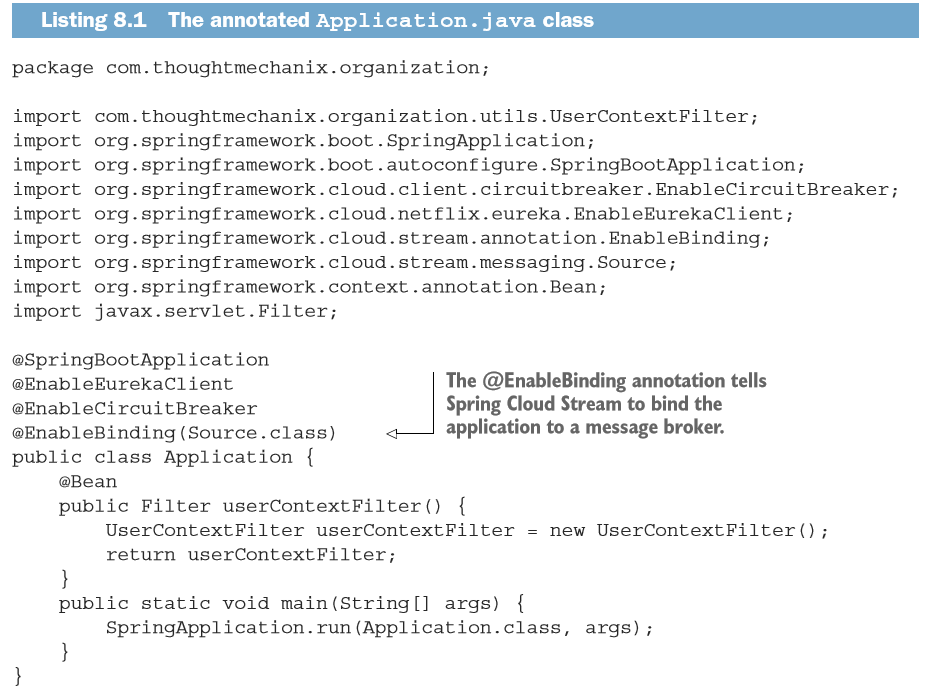 Listing 8.1 The annotated Application.java class
package com.thoughtmechanix.organization;
import com.thoughtmechanix.organization.utils.UserContextFilter;
import org.springframework.boot.SpringApplication;
import org.springframework.boot.autoconfigure.SpringBootApplication;
import org.springframework.cloud.client.circuitbreaker.EnableCircuitBreaker;
import org.springframework.cloud.netflix.eureka.EnableEurekaClient;
import org.springframework.cloud.stream.annotation.EnableBinding;
import org.springframework.cloud.stream.messaging.Source;
import org.springframework.context.annotation.Bean;
import javax.servlet.Filter;
@SpringBootApplication
@EnableEurekaClient
@EnableCircuitBreaker
@EnableBinding(Source.class)
The @EnableBinding annotation tells
Spring Cloud Stream to bind the
application to a message broker.
public class Application {
    @Bean
    public Filter userContextFilter() {
        UserContextFilter userContextFilter = new UserContextFilter();
        return userContextFilter;
    }
    public static void main(String[] args) {
        SpringApplication.run(Application.class, args);
    }
}